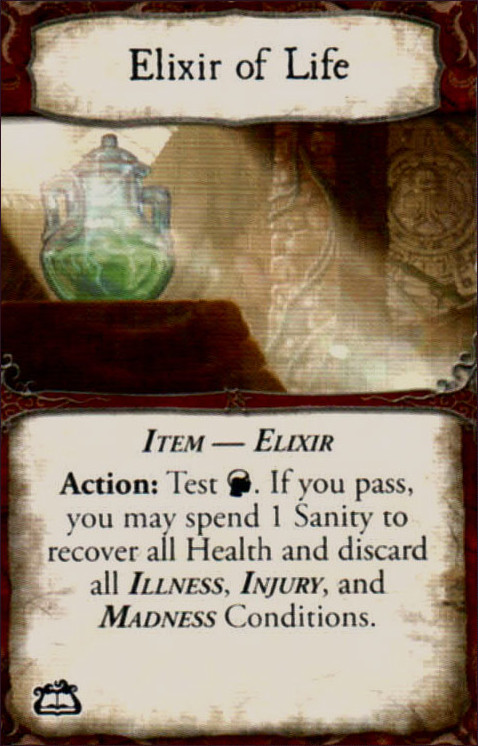 Elixir of Life
ITEM — ELIXIR
Action: Test . If you pass,
you may spend 1 Sanity to
recover all Health and discard
all ILLNESS, INJURY, and
MADNESS Conditions.